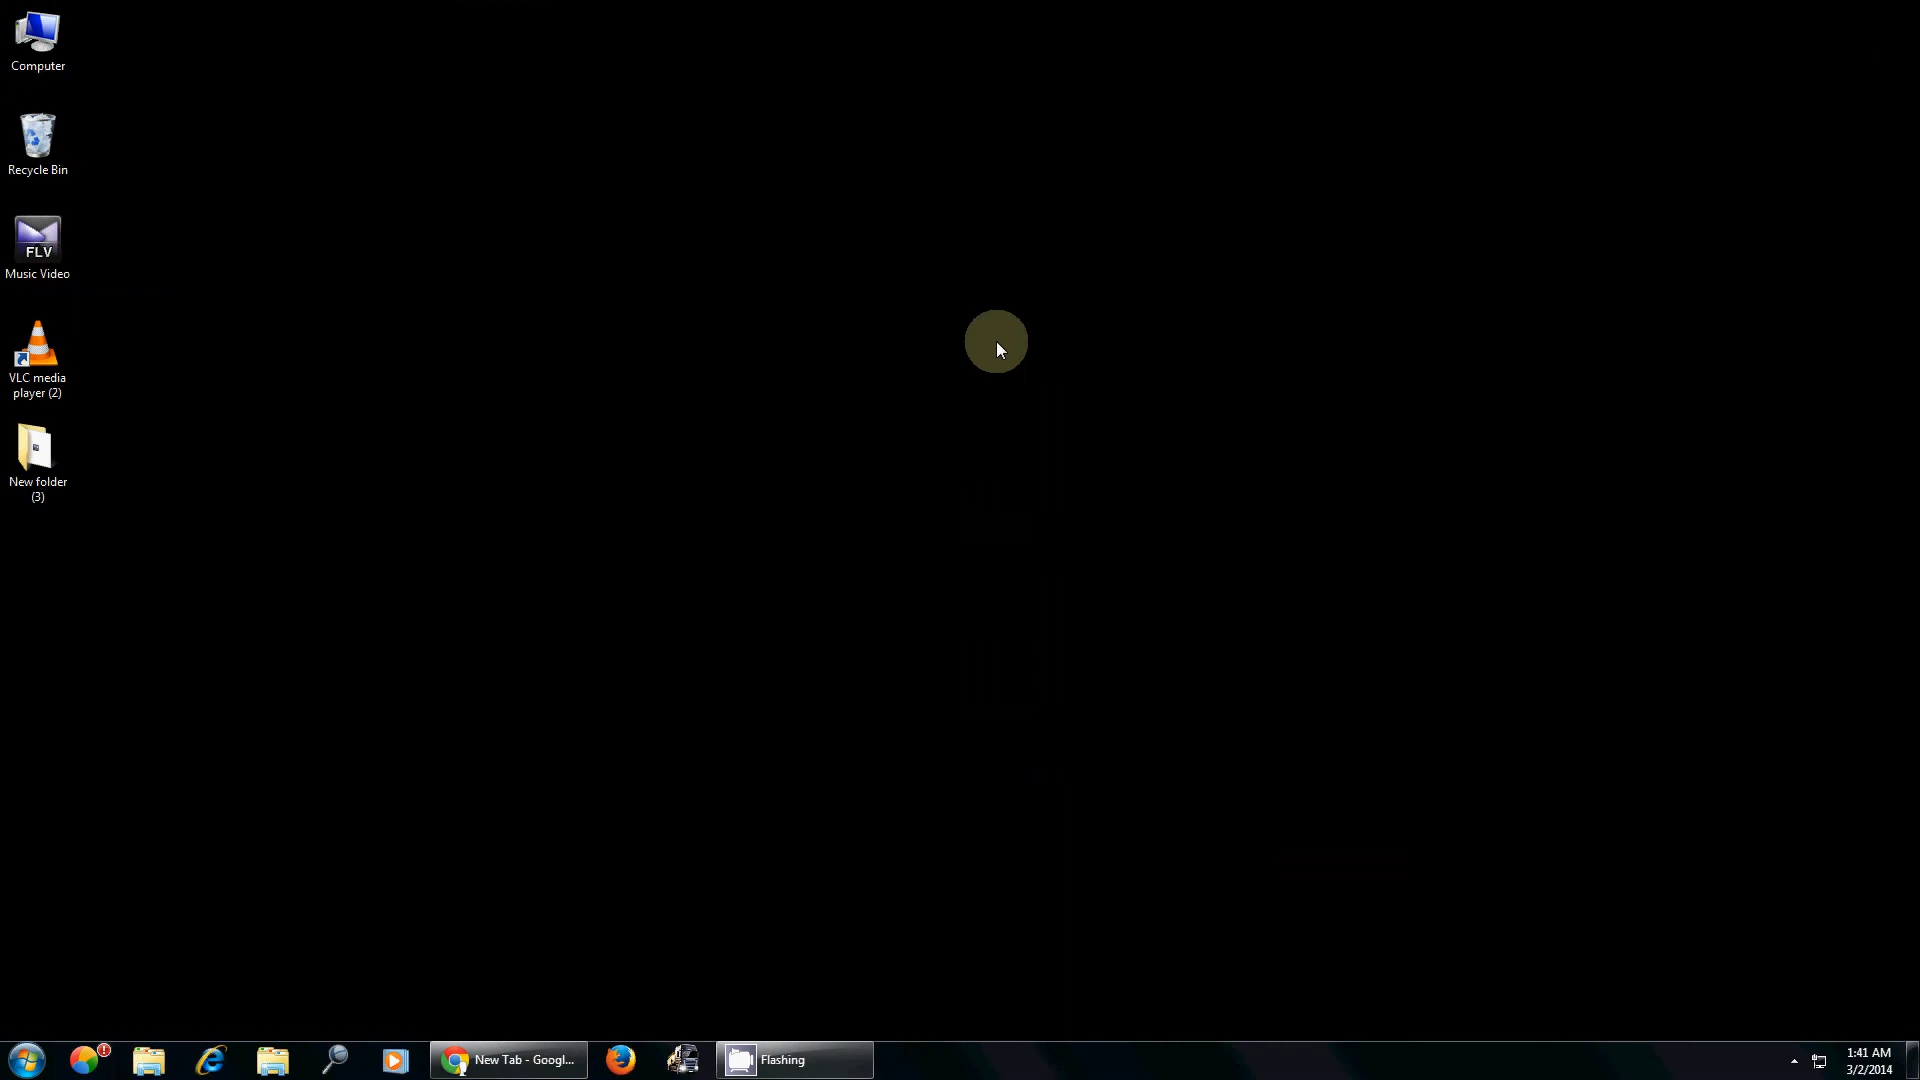 Computer
Recycle Bin
FLV
Music Video
VLC media
player (2)
New folder
(3)
New Tab - Googl...
Flashing
1:41 AM
3/2/2014